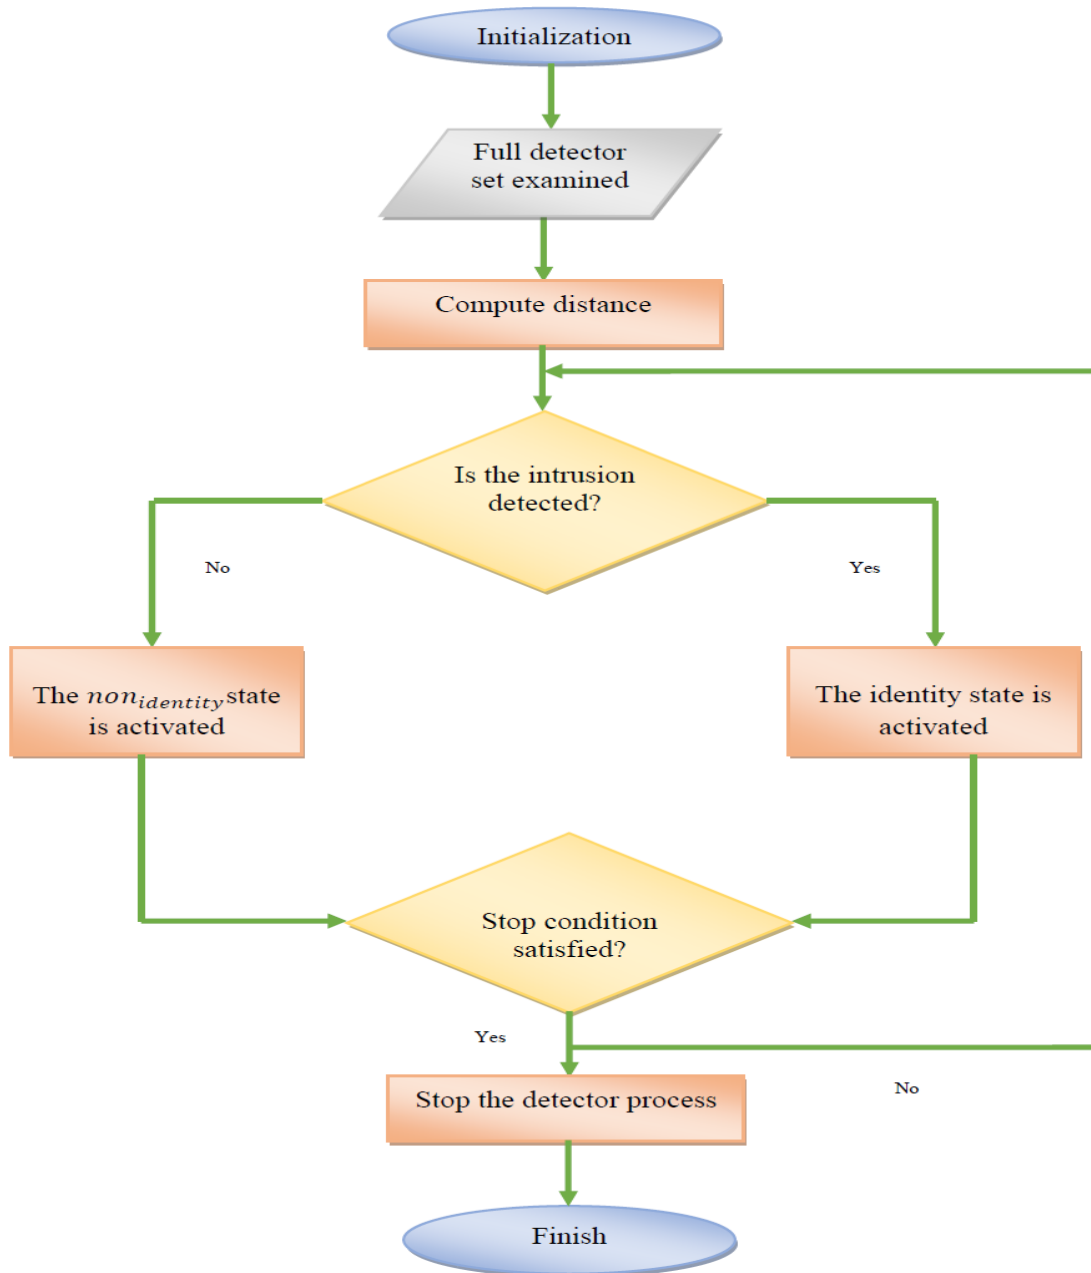 Initialization
Full detector
set examined
Compute distance
Is the intrusion
detected?
No
Yes
The non_identity state
is activated
The identity state is
activated
Stop condition
satisfied?
Yes
No
Stop the detector process
Finish